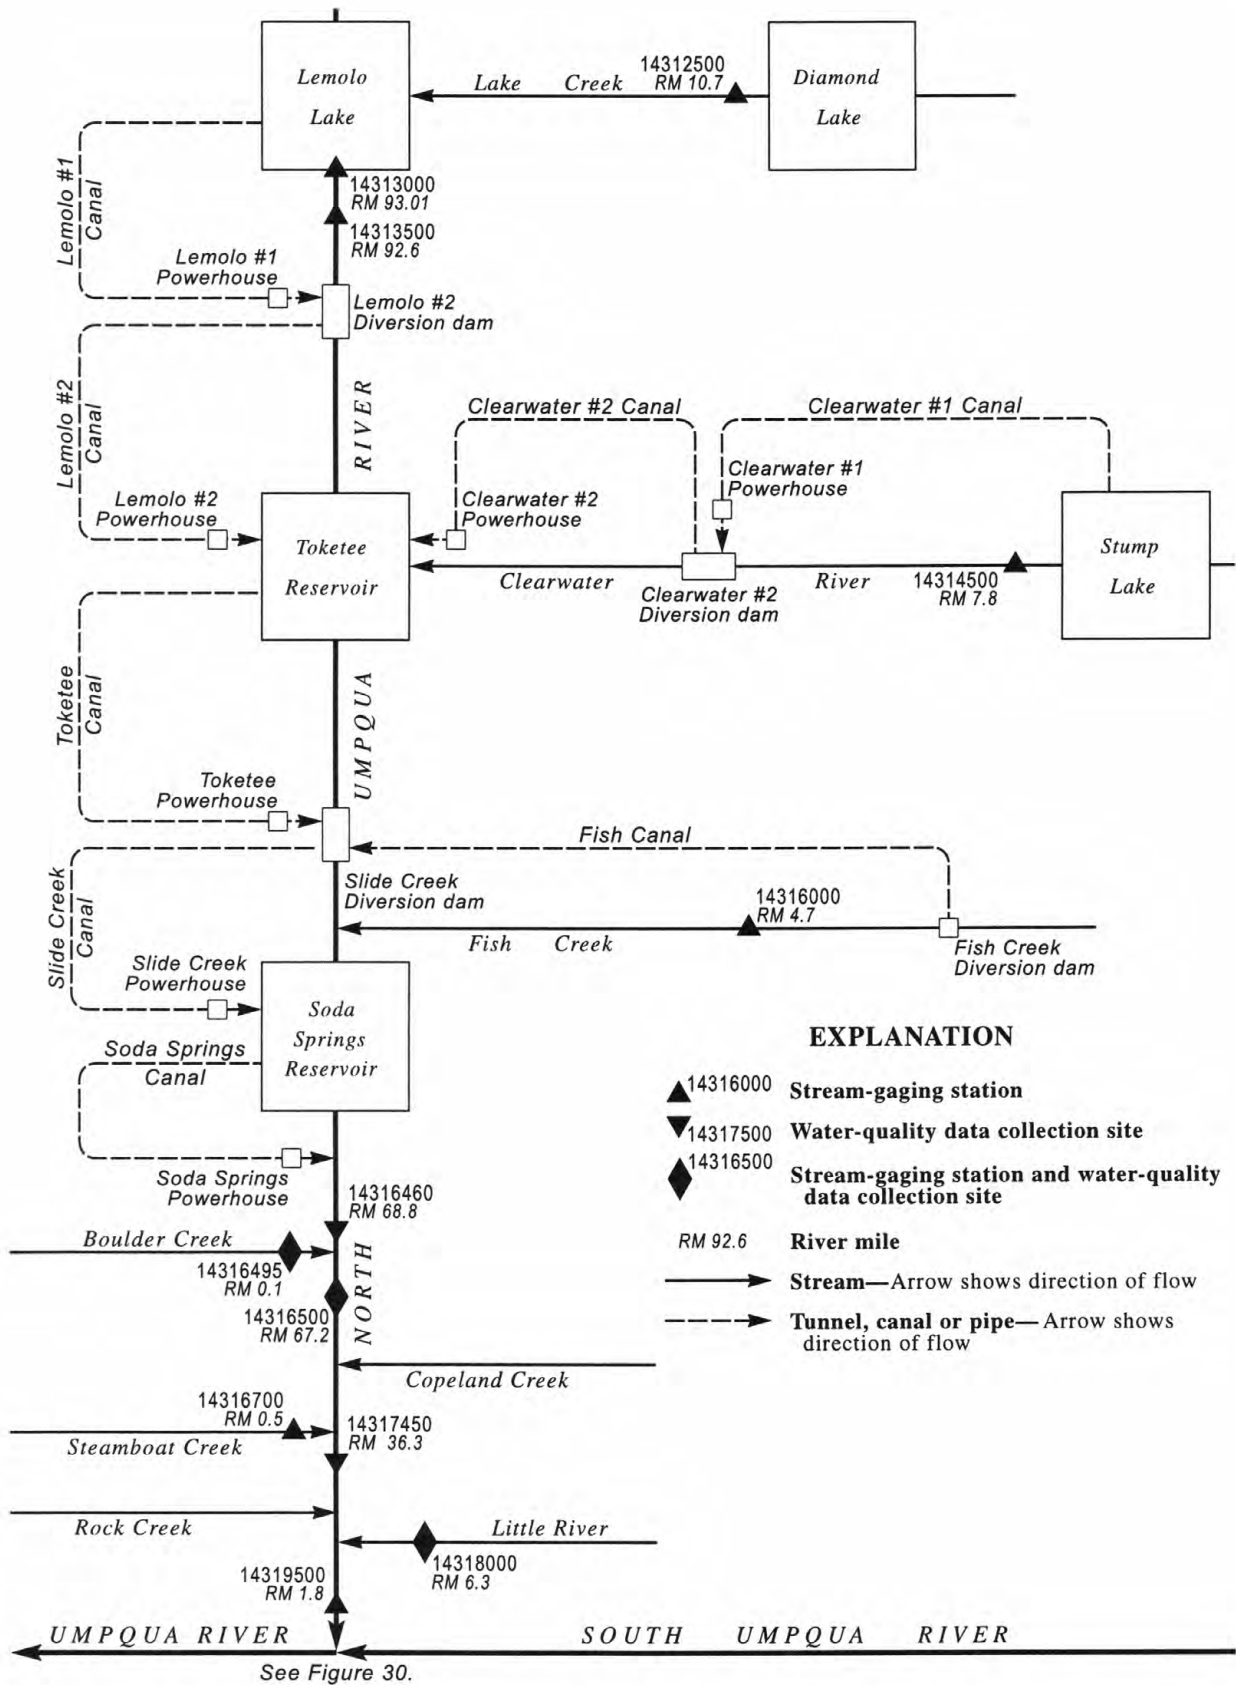 Lemolo
Lake
Lake Creek
14312500
RM 10.7
Diamond
Lake
Lemolo #1
Canal
14313000
RM 93.01
14313500
RM 92.6
Lemolo #1
Powerhouse
Lemolo #2
Diversion dam
Lemolo #2
Canal
RIVER
Clearwater #2 Canal
Clearwater #1 Canal
Clearwater #1
Powerhouse
Lemolo #2
Powerhouse
Clearwater #2
Powerhouse
Toketee
Reservoir
Stump
Lake
Clearwater
River
14314500
RM 7.8
Clearwater #2
Diversion dam
Toketee
Canal
UMPQUA
Toketee
Powerhouse
Fish Canal
Slide Creek
Diversion dam
Slide Creek
Canal
14316000
RM 4.7
Fish Creek
Fish Creek
Diversion dam
Slide Creek
Powerhouse
Soda
Springs
Reservoir
Soda Springs
Canal
Soda Springs
Powerhouse
14316460
RM 68.8
Boulder Creek
14316495
RM 0.1
14316500
RM 67.2
NORTH
Copeland Creek
14316700
RM 0.5
Steamboat Creek
14317450
RM 36.3
Rock Creek
Little River
14318000
RM 6.3
14319500
RM 1.8
UMPQUA RIVER
SOUTH UMPQUA RIVER
See Figure 30.
EXPLANATION
14316000 Stream-gaging station
14317500 Water-quality data collection site
14316500 Stream-gaging station and water-quality
data collection site
RM 92.6 River mile
Stream—Arrow shows direction of flow
Tunnel, canal or pipe—Arrow shows
direction of flow